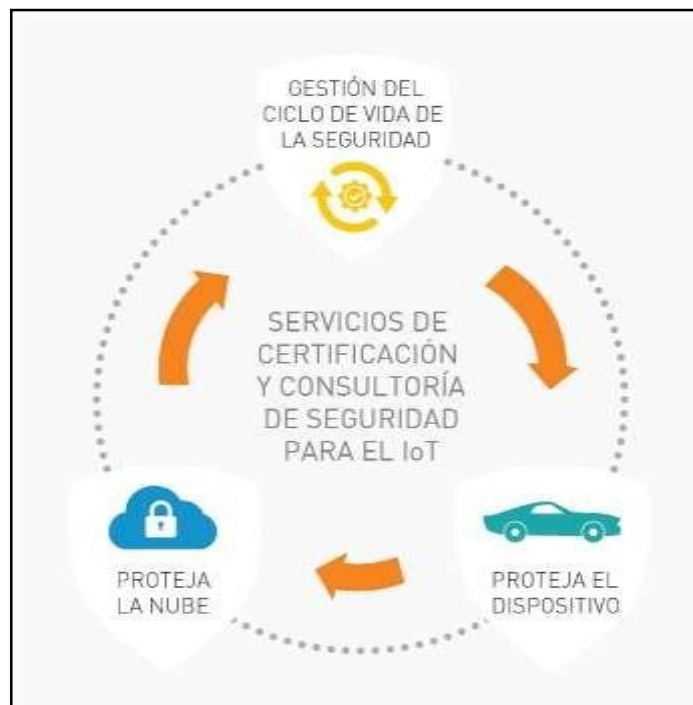 GESTIÓN DEL
CICLO DE VIDA DE
LA SEGURIDAD
SERVICIOS DE
CERTIFICACIÓN
Y CONSULTORÍA
DE SEGURIDAD
PARA EL IoT
PROTEJA
LA NUBE
PROTEJA EL
DISPOSITIVO